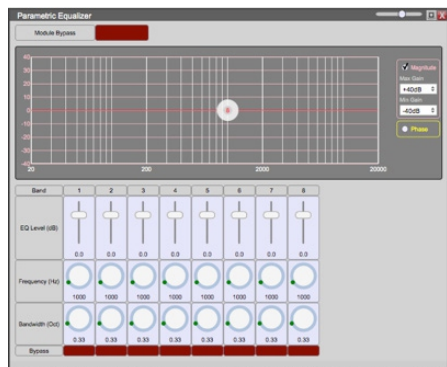 Parametric Equalizer
X
Module Bypass
40
30
20
10
0
-10
-20
-30
-40
20
200
2000
20000
Magnitude
Max Gain
+40dB
Min Gain
-40dB
Phase
Band 1 2 3 4 5 6 7 8
EQ Level (dB)
0.0 0.0 0.0 0.0 0.0 0.0 0.0 0.0
Frequency (Hz)
1000 1000 1000 1000 1000 1000 1000 1000
Bandwidth (Oct)
0.33 0.33 0.33 0.33 0.33 0.33 0.33 0.33
Bypass